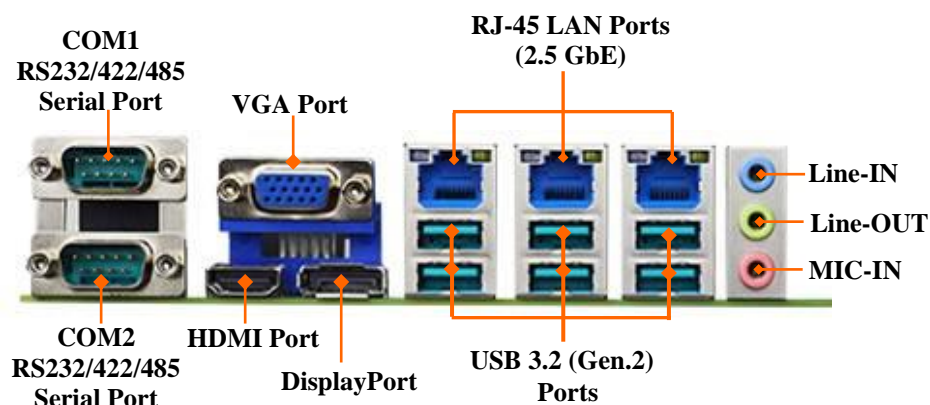 COM1
RS232/422/485
Serial Port
VGA Port
RJ-45 LAN Ports
(2.5 GbE)
Line-IN
Line-OUT
MIC-IN
COM2
RS232/422/485
Serial Port
HDMI Port
DisplayPort
USB 3.2 (Gen.2)
Ports